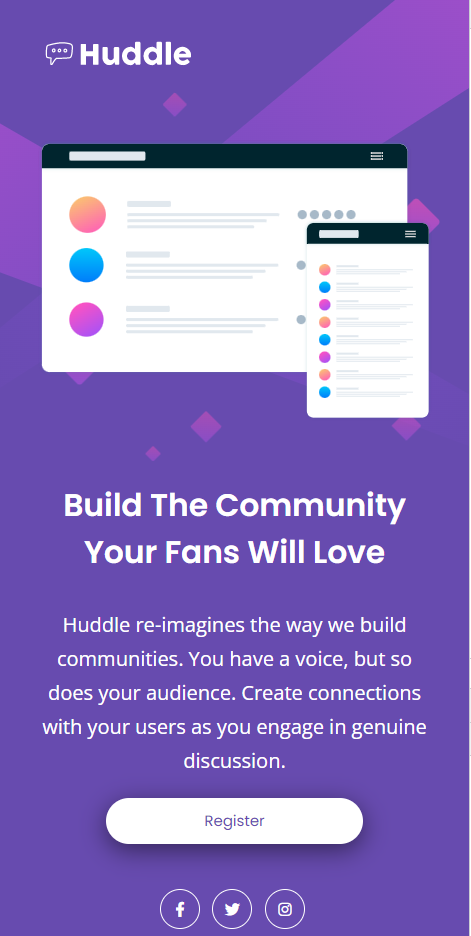 Huddle
Build The Community
Your Fans Will Love
Huddle re-imagines the way we build
communities. You have a voice, but so
does your audience. Create connections
with your users as you engage in genuine
discussion.
Register